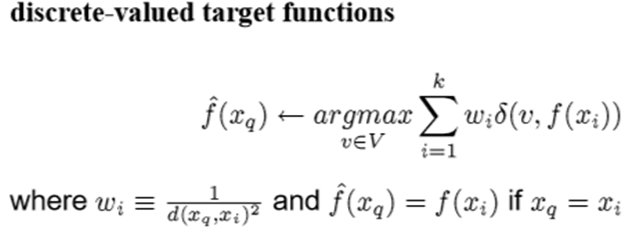 discrete-valued target functions
f̂(x_q) ← argmax_{v∈V} ∑_{i=1}^{k} w_i δ(v, f(x_i))
where w_i ≡ 1/d(x_q,x_i)² and f̂(x_q) = f(x_i) if x_q = x_i